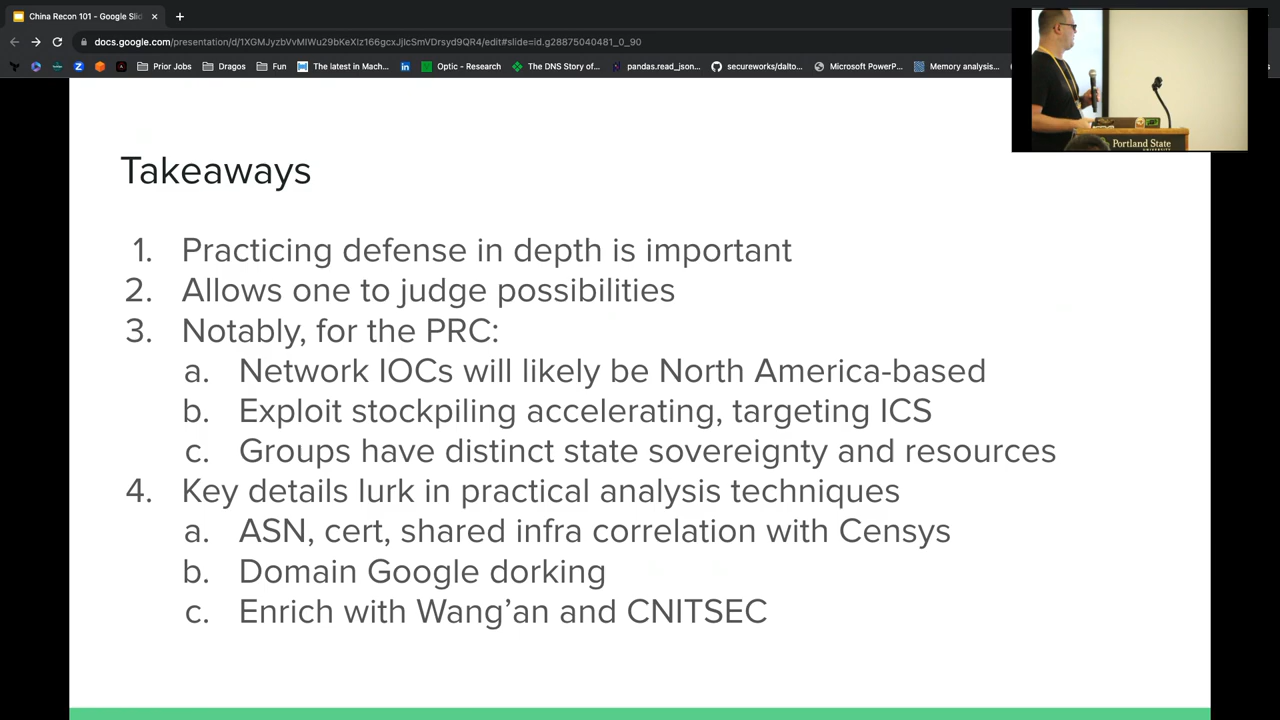 China Recon 101 - Google Slid
docs.google.com/presentation/d/1XGMJyzbVvMIWu29bKeXIz166gcxJjIcSmVDrsyd9QR4/edit#slide=id.g28875040481_0_90
Prior Jobs
Dragos
Fun
The latest in Mach...
Optic - Research
The DNS Story of...
pandas.read_json...
secureworks/dalto...
Microsoft PowerP...
Memory analysis...
Portland State
UNIVERSITY
Takeaways
1. Practicing defense in depth is important
2. Allows one to judge possibilities
3. Notably, for the PRC:
a. Network IOCs will likely be North America-based
b. Exploit stockpiling accelerating, targeting ICS
c. Groups have distinct state sovereignty and resources
4. Key details lurk in practical analysis techniques
a. ASN, cert, shared infra correlation with Censys
b. Domain Google dorking
c. Enrich with Wang’an and CNITSEC